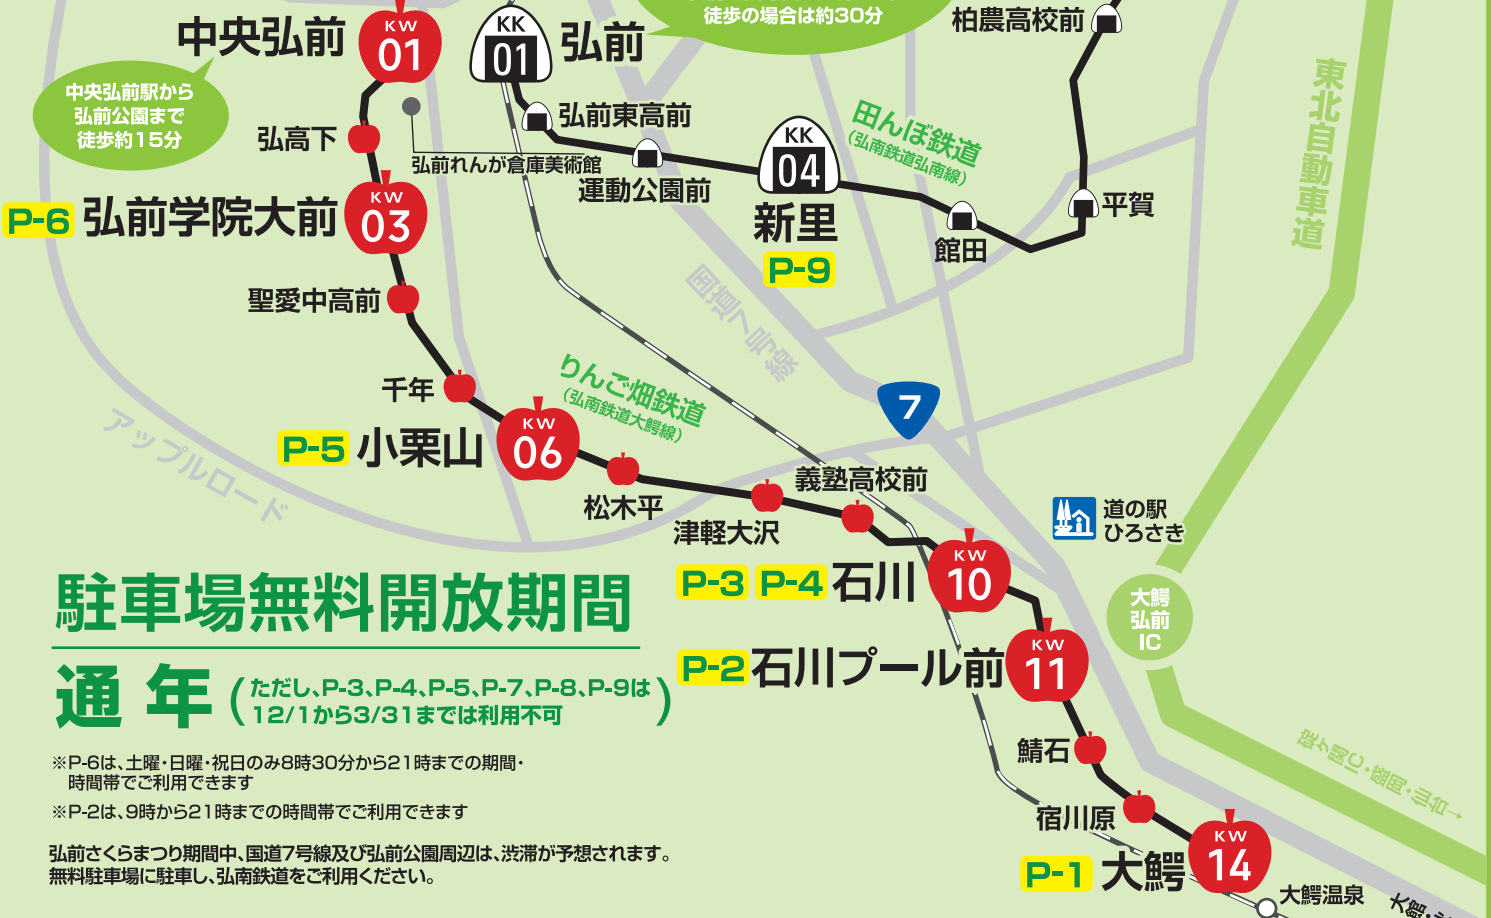 徒歩の場合は約30分
柏農高校前
中央弘前
KW
01
KK
01
弘前
中央弘前駅から
弘前公園まで
徒歩約15分
弘高下
弘前れんが倉庫美術館
弘前東高前
運動公園前
KK
04
新里
P-9
田んぼ鉄道
(弘南鉄道弘南線)
館田
平賀
東北自動車道
P-6
弘前学院大前
KW
03
聖愛中高前
国道7号線
千年
りんご畑鉄道
(弘南鉄道大鰐線)
アップルロード
P-5
小栗山
KW
06
松木平
津軽大沢
義塾高校前
7
道の駅
ひろさき
P-3
P-4
石川
KW
10
大鰐
弘前
IC
P-2
石川プール前
KW
11
鯖石
宿川原
碇ヶ関IC・盛岡・仙台→
P-1
大鰐
KW
14
大鰐温泉
駐車場無料開放期間
通年
(ただし、P-3、P-4、P-5、P-7、P-8、P-9は
12/1から3/31までは利用不可)
※P-6は、土曜・日曜・祝日のみ8時30分から21時までの期間・
時間帯でご利用できます
※P-2は、9時から21時までの時間帯でご利用できます
弘前さくらまつり期間中、国道7号線及び弘前公園周辺は、渋滞が予想されます。
無料駐車場に駐車し、弘南鉄道をご利用ください。